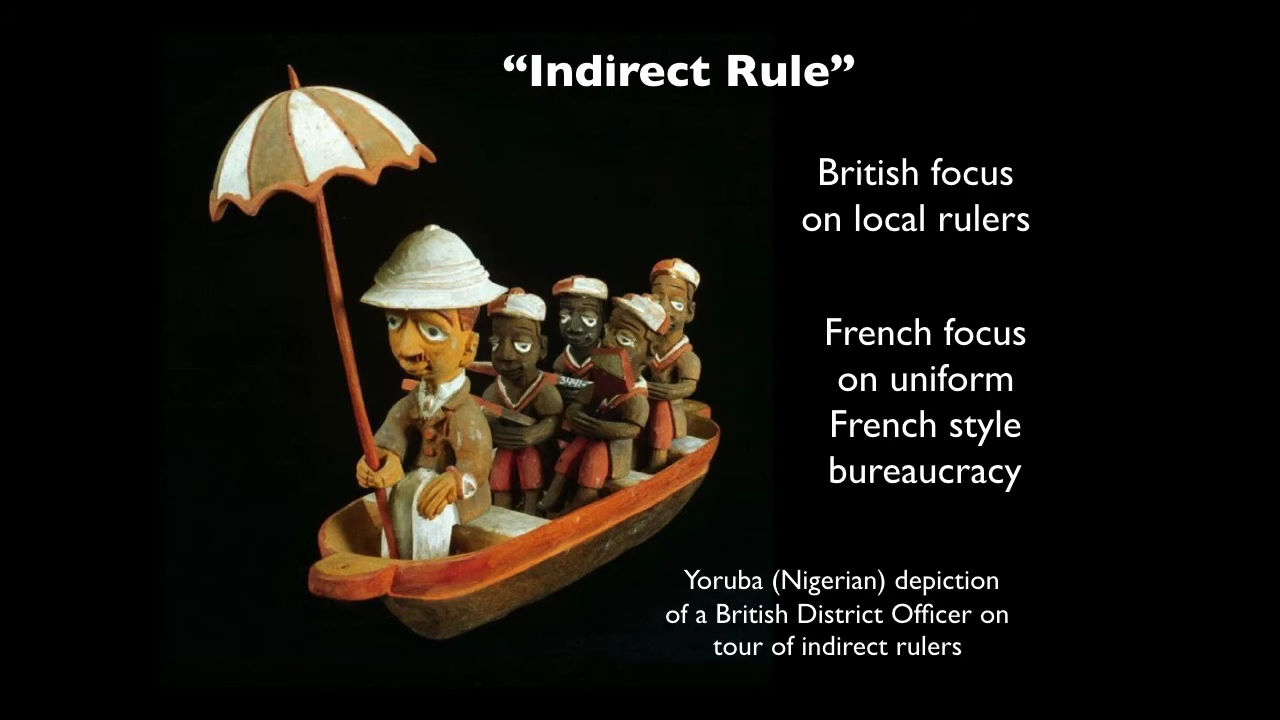 “Indirect Rule”
British focus
on local rulers
French focus
on uniform
French style
bureaucracy
Yoruba (Nigerian) depiction
of a British District Officer on
tour of indirect rulers